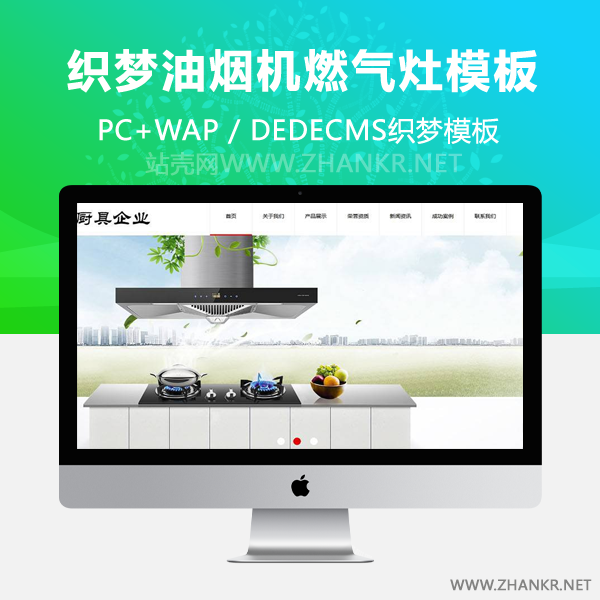 织梦油烟机燃气灶模板
PC+WAP / DEDECMS织梦模板
站壳网WWW.ZHANKR.NET
厨具企业
首页 关于我们 产品展示 荣誉资质 新闻资讯 成功案例 联系我们
WWW.ZHANKR.NET